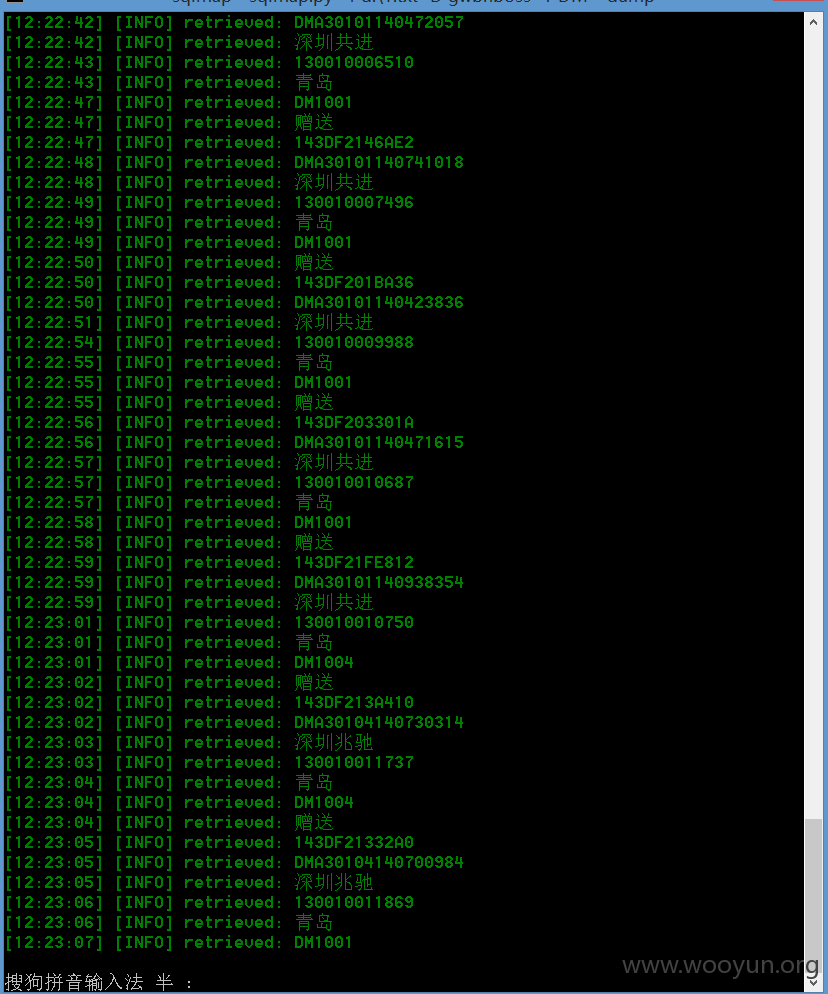 [12:22:42] [INFO] retrieved: DMA30101140472057
[12:22:42] [INFO] retrieved: 深圳共进
[12:22:43] [INFO] retrieved: 130010006510
[12:22:43] [INFO] retrieved: 青岛
[12:22:47] [INFO] retrieved: DM1001
[12:22:47] [INFO] retrieved: 赠送
[12:22:47] [INFO] retrieved: 143DF2146AE2
[12:22:48] [INFO] retrieved: DMA30101140741018
[12:22:48] [INFO] retrieved: 深圳共进
[12:22:49] [INFO] retrieved: 130010007496
[12:22:49] [INFO] retrieved: 青岛
[12:22:49] [INFO] retrieved: DM1001
[12:22:50] [INFO] retrieved: 赠送
[12:22:50] [INFO] retrieved: 143DF201BA36
[12:22:50] [INFO] retrieved: DMA30101140423836
[12:22:51] [INFO] retrieved: 深圳共进
[12:22:54] [INFO] retrieved: 130010009988
[12:22:55] [INFO] retrieved: 青岛
[12:22:55] [INFO] retrieved: DM1001
[12:22:55] [INFO] retrieved: 赠送
[12:22:56] [INFO] retrieved: 143DF203301A
[12:22:56] [INFO] retrieved: DMA30101140471615
[12:22:57] [INFO] retrieved: 深圳共进
[12:22:57] [INFO] retrieved: 130010010687
[12:22:57] [INFO] retrieved: 青岛
[12:22:58] [INFO] retrieved: DM1001
[12:22:58] [INFO] retrieved: 赠送
[12:22:59] [INFO] retrieved: 143DF21FE812
[12:22:59] [INFO] retrieved: DMA30101140938354
[12:22:59] [INFO] retrieved: 深圳共进
[12:23:01] [INFO] retrieved: 130010010750
[12:23:01] [INFO] retrieved: 青岛
[12:23:01] [INFO] retrieved: DM1004
[12:23:02] [INFO] retrieved: 赠送
[12:23:02] [INFO] retrieved: 143DF213A410
[12:23:02] [INFO] retrieved: DMA30104140730314
[12:23:03] [INFO] retrieved: 深圳兆驰
[12:23:03] [INFO] retrieved: 130010011737
[12:23:04] [INFO] retrieved: 青岛
[12:23:04] [INFO] retrieved: DM1004
[12:23:04] [INFO] retrieved: 赠送
[12:23:05] [INFO] retrieved: 143DF21332A0
[12:23:05] [INFO] retrieved: DMA30104140700984
[12:23:05] [INFO] retrieved: 深圳兆驰
[12:23:06] [INFO] retrieved: 130010011869
[12:23:06] [INFO] retrieved: 青岛
[12:23:07] [INFO] retrieved: DM1001
www.wooyun.org
搜狗拼音输入法 半 :